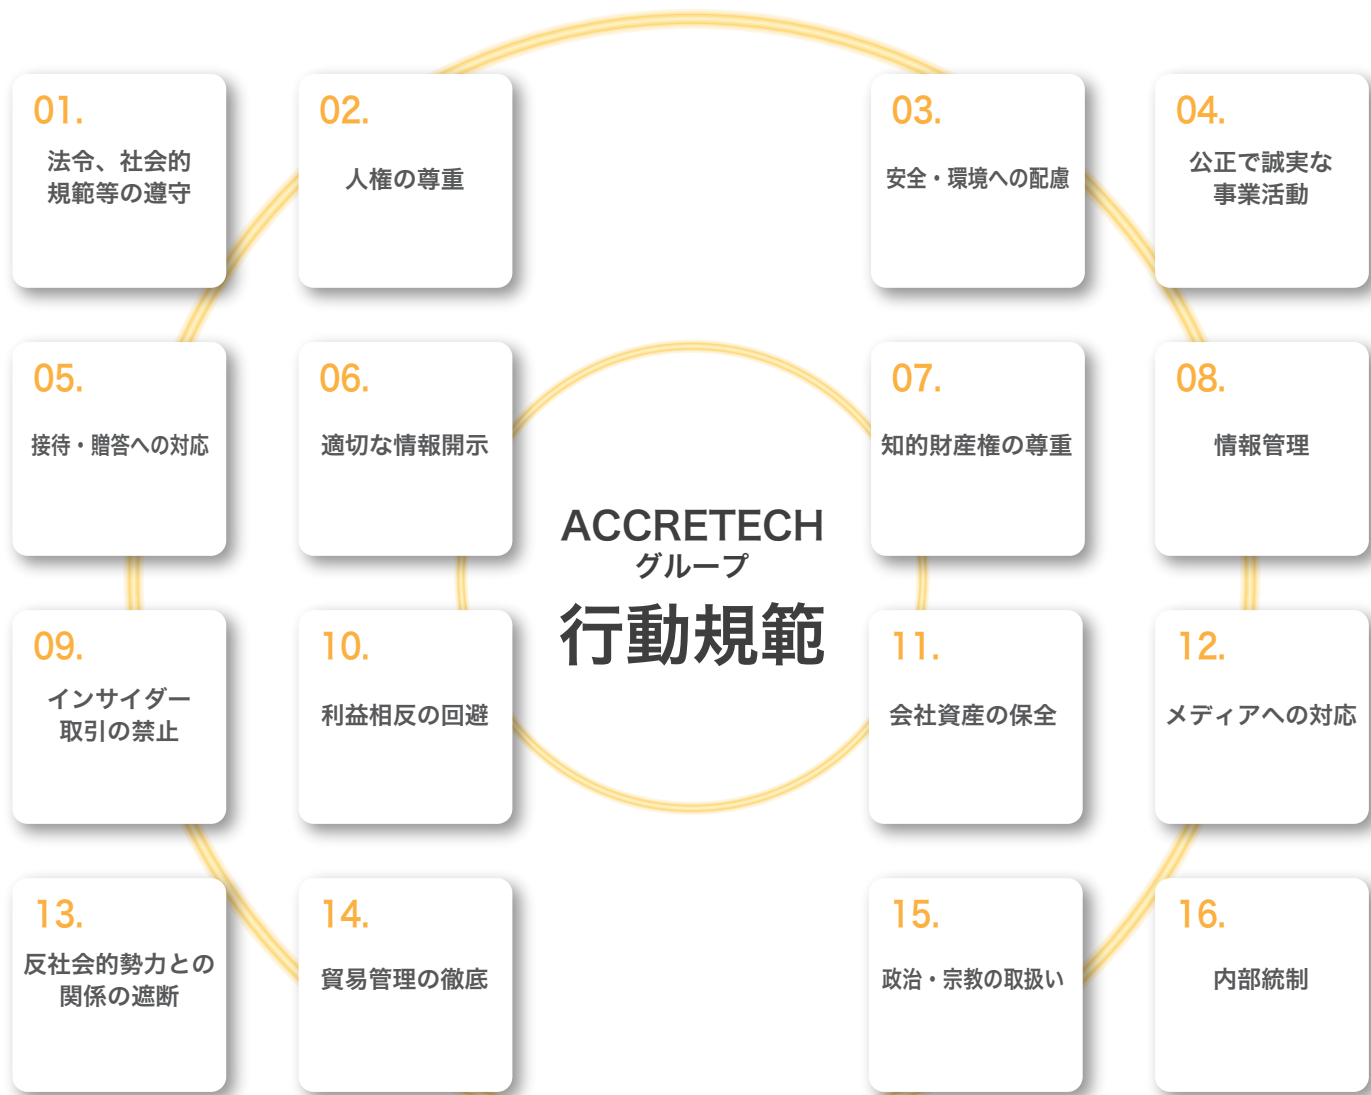 01.
法令、社会的
規範等の遵守
02.
人権の尊重
03.
安全・環境への配慮
04.
公正で誠実な
事業活動
05.
接待・贈答への対応
06.
適切な情報開示
07.
知的財産権の尊重
08.
情報管理
ACCRETECH
グループ
行動規範
09.
インサイダー
取引の禁止
10.
利益相反の回避
11.
会社資産の保全
12.
メディアへの対応
13.
反社会的勢力との
関係の遮断
14.
貿易管理の徹底
15.
政治・宗教の取扱い
16.
内部統制